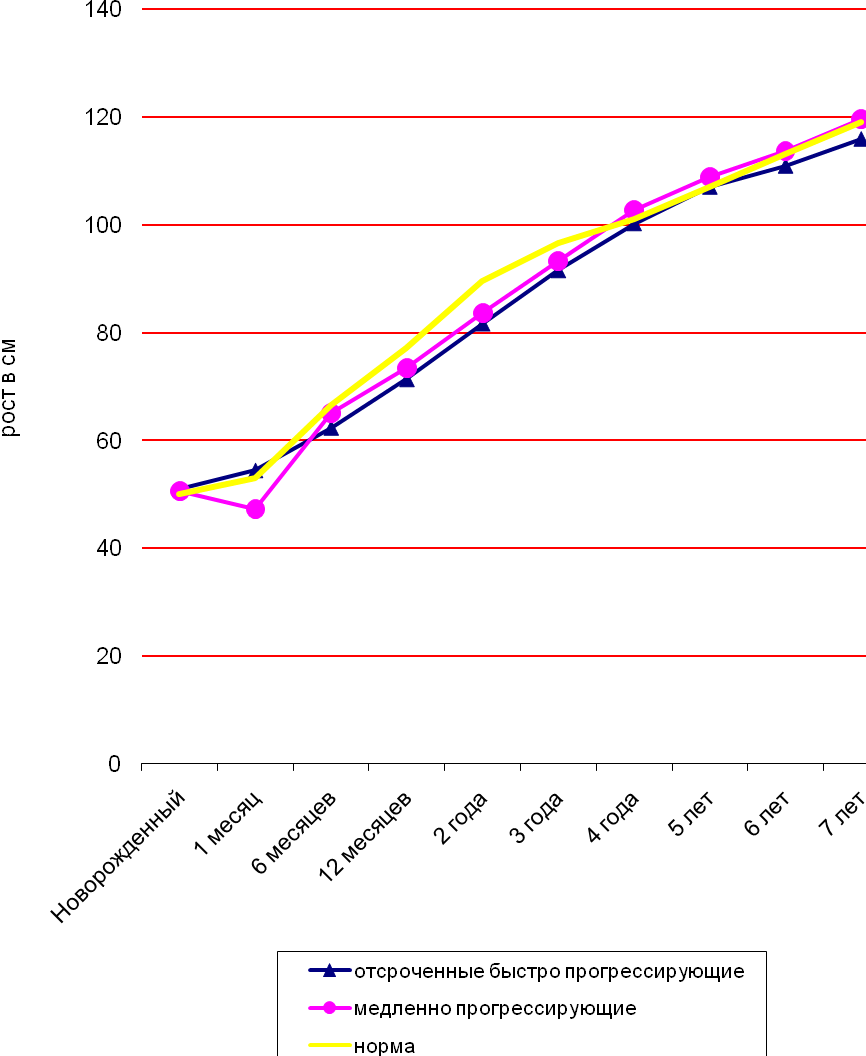 140
120
100
80
60
40
20
0
рост в см
Новорожденный
1 месяц
6 месяцев
12 месяцев
2 года
3 года
4 года
5 лет
6 лет
7 лет
отсроченные быстро прогрессирующие
медленно прогрессирующие
норма